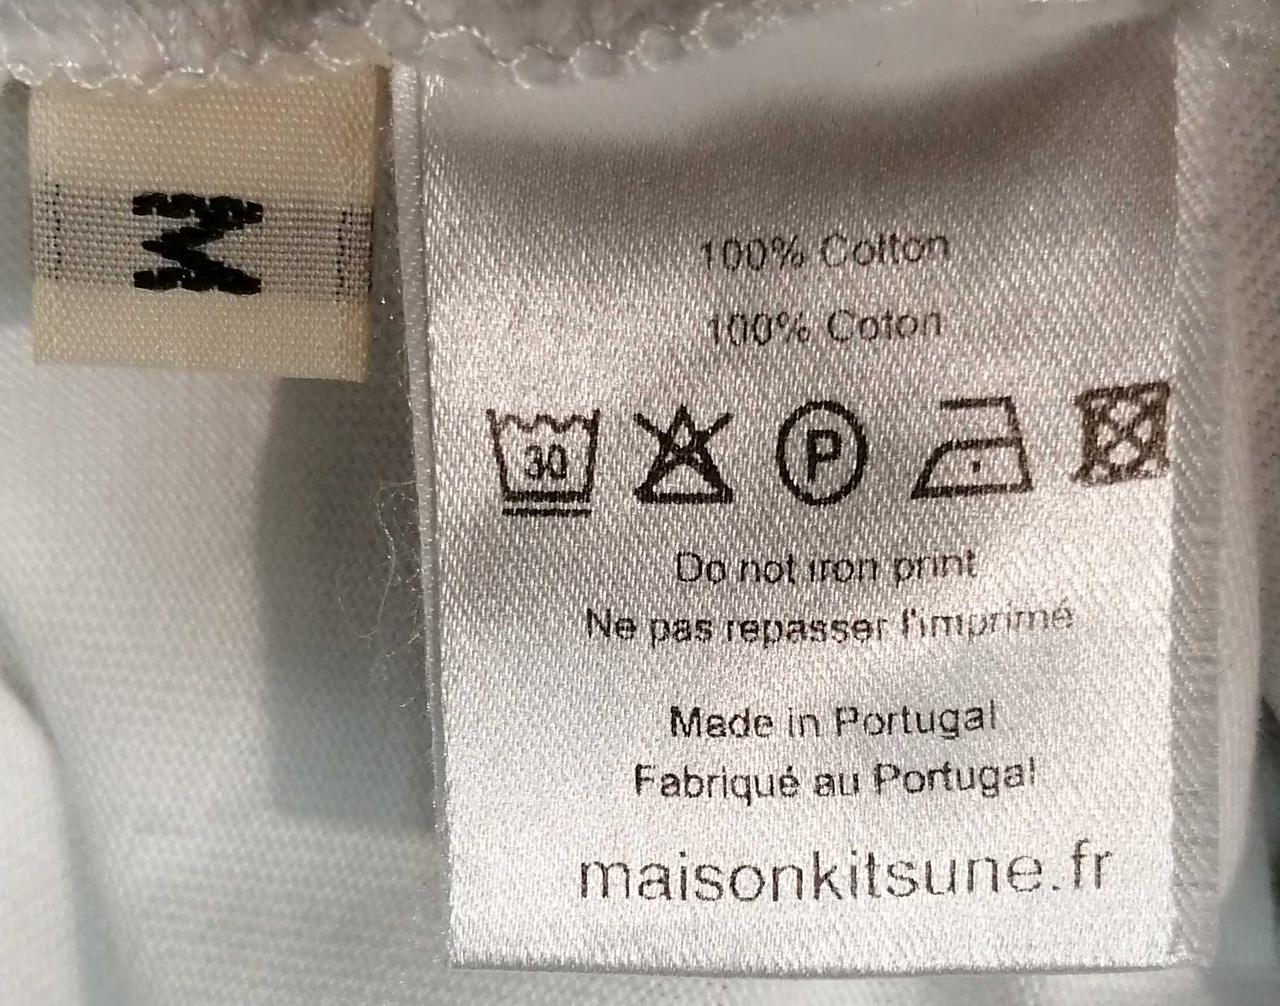 M
100% Cotton
100% Coton
30 P
Do not iron print
Ne pas repasser l'imprimé
Made in Portugal
Fabriqué au Portugal
maisonkitsune.fr